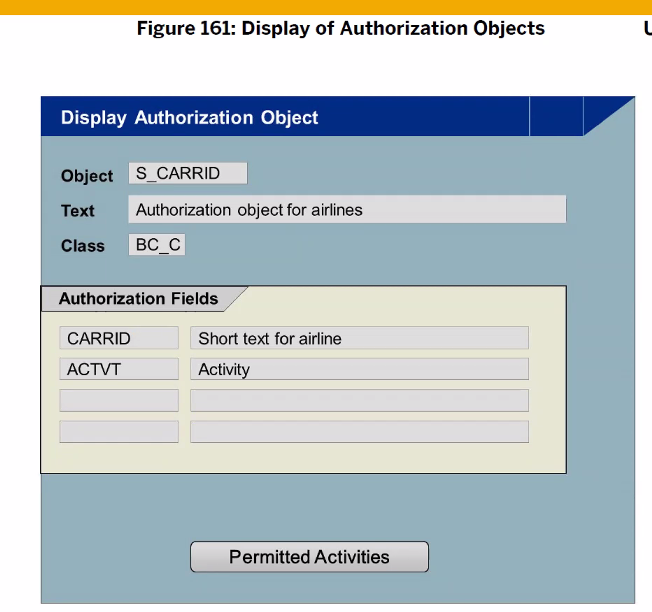 Figure 161: Display of Authorization Objects
U
Display Authorization Object
Object S_CARRID
Text Authorization object for airlines
Class BC_C
Authorization Fields
CARRID Short text for airline
ACTVT Activity
Permitted Activities